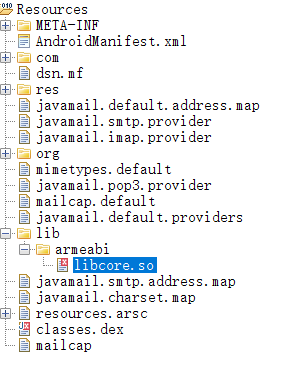 Resources
META-INF
AndroidManifest.xml
com
dsn.mf
res
javamail.default.address.map
javamail.smtp.provider
javamail.imap.provider
org
mimetypes.default
javamail.pop3.provider
mailcap.default
javamail.default.providers
lib
armeabi
libcore.so
javamail.smtp.address.map
javamail.charset.map
resources.arsc
classes.dex
mailcap